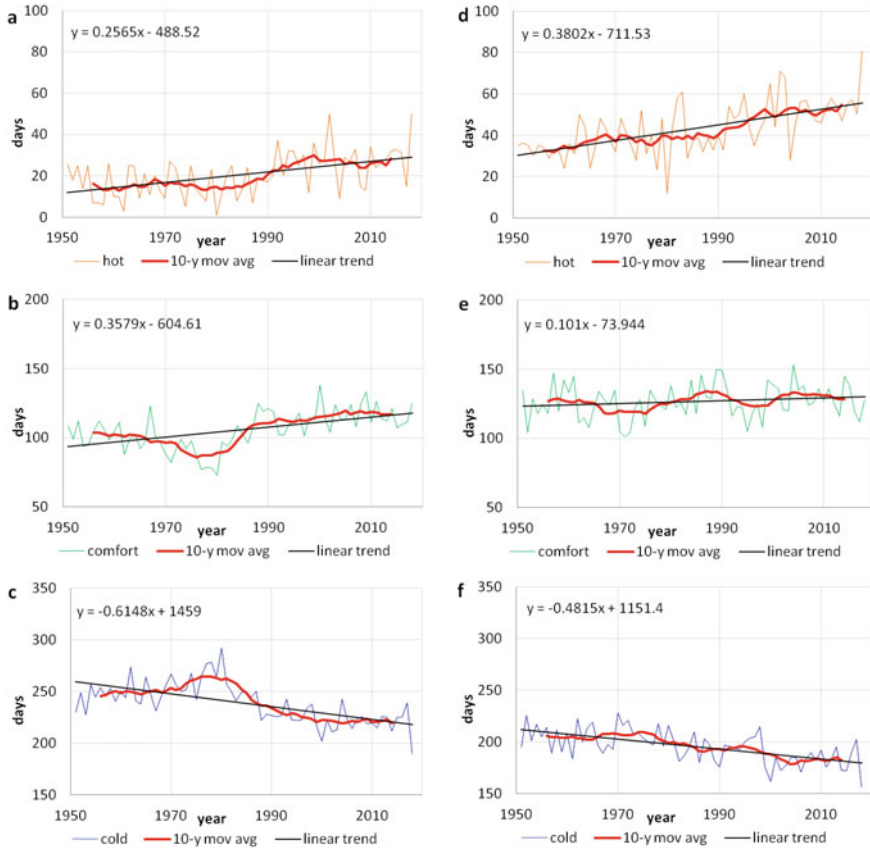 a
y = 0.2565x - 488.52
100
80
60
40
20
0
days
1950
1970
1990
2010
year
hot
10-y mov avg
linear trend
d
y = 0.3802x - 711.53
100
80
60
40
20
0
days
1950
1970
1990
2010
year
hot
10-y mov avg
linear trend
b
y = 0.3579x - 604.61
200
150
100
50
days
1950
1970
1990
2010
year
comfort
10-y mov avg
linear trend
e
y = 0.101x - 73.944
200
150
100
50
days
1950
1970
1990
2010
year
comfort
10-y mov avg
linear trend
c
y = -0.6148x + 1459
350
300
250
200
150
days
1950
1970
1990
2010
year
cold
10-y mov avg
linear trend
f
y = -0.4815x + 1151.4
350
300
250
200
150
days
1950
1970
1990
2010
year
cold
10-y mov avg
linear trend